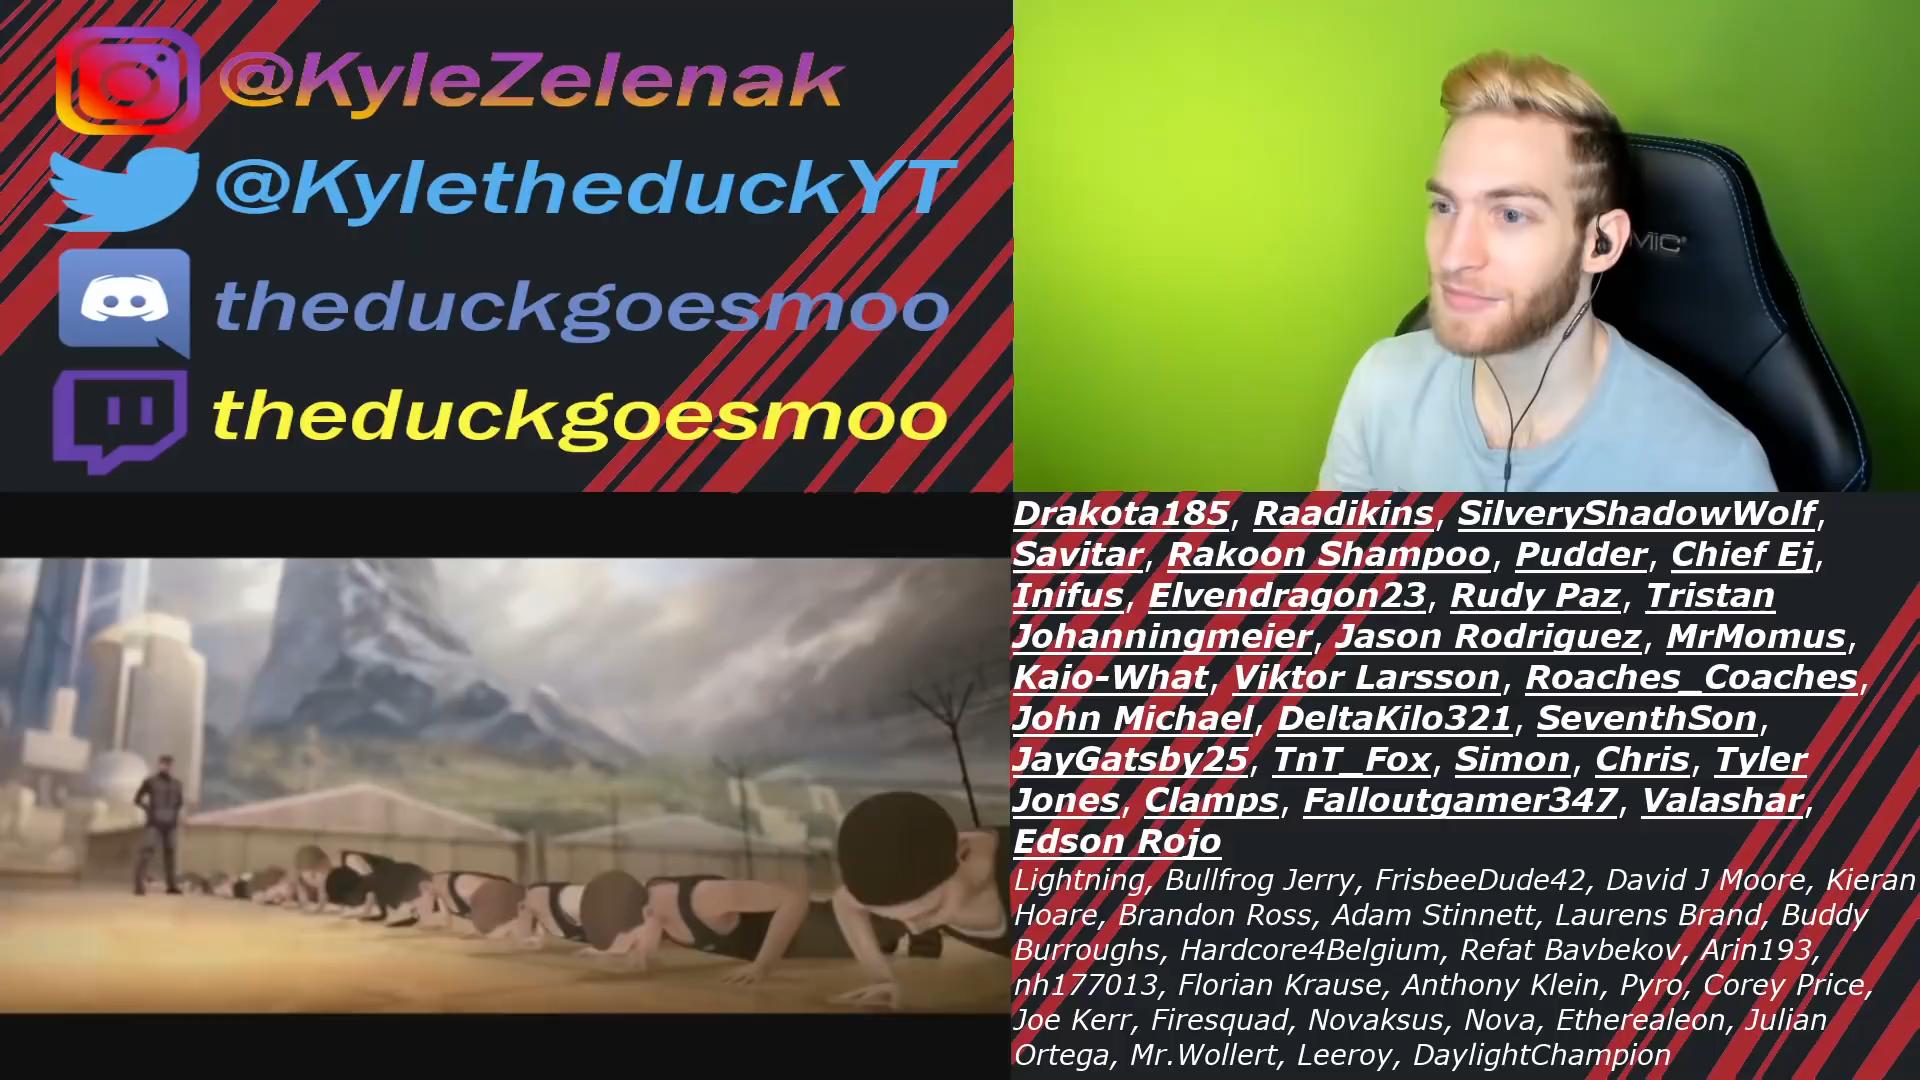 @KyleZelenak
@KyletheduckYT
theduckgoesmoo
theduckgoesmoo
MIC
Drakota185, Raadikins, SilveryShadowWolf,
Savitar, Rakoon Shampoo, Pudder, Chief Ej,
Inifus, Elvendragon23, Rudy Paz, Tristan
Johanningmeier, Jason Rodriguez, MrMomus,
Kaio-What, Viktor Larsson, Roaches_Coaches,
John Michael, DeltaKilo321, SeventhSon,
JayGatsby25, TnT_Fox, Simon, Chris, Tyler
Jones, Clamps, Falloutgamer347, Valashar,
Edson Rojo
Lightning, Bullfrog Jerry, FrisbeeDude42, David J Moore, Kieran
Hoare, Brandon Ross, Adam Stinnett, Laurens Brand, Buddy
Burroughs, Hardcore4Belgium, Refat Bavbekov, Arin193,
nh177013, Florian Krause, Anthony Klein, Pyro, Corey Price,
Joe Kerr, Firesquad, Novaksus, Nova, Etherealeon, Julian
Ortega, Mr.Wollert, Leeroy, DaylightChampion